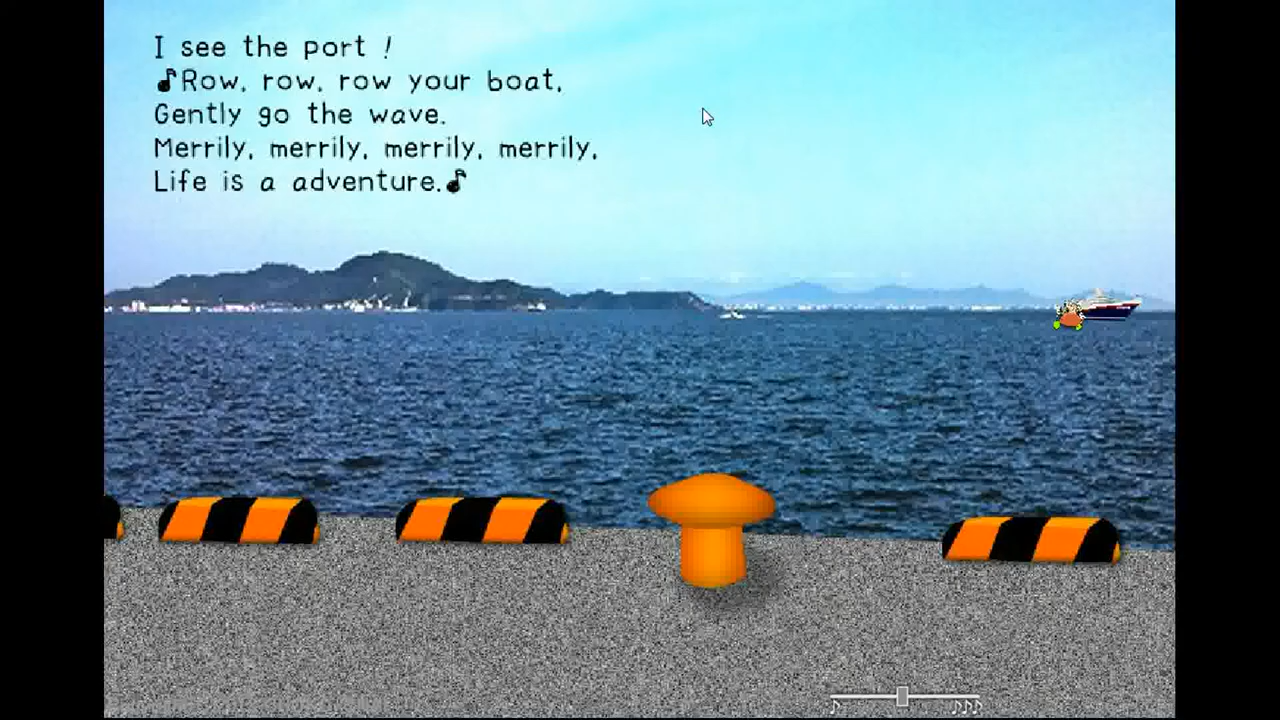 I see the port !
♪Row, row, row your boat,
Gently go the wave.
Merrily, merrily, merrily, merrily,
Life is a adventure.♪